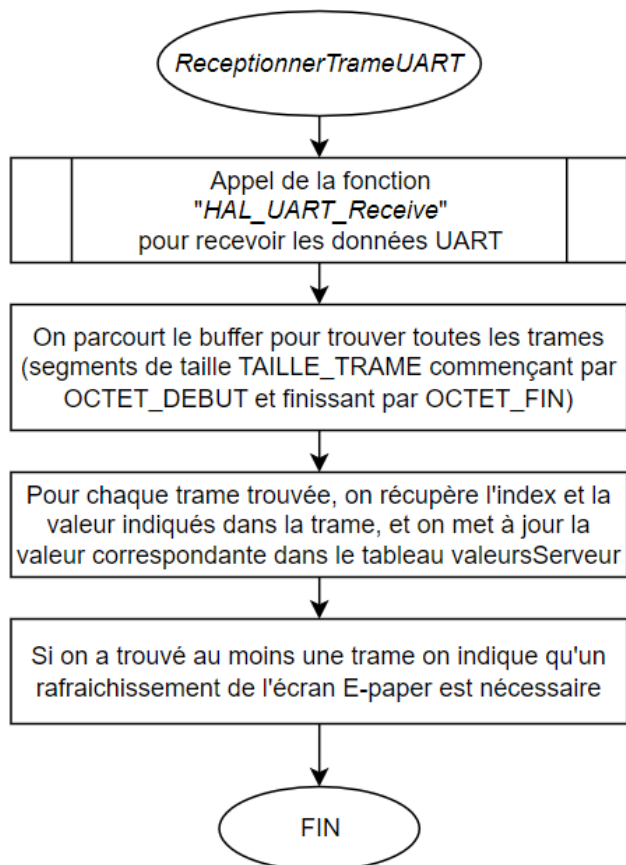 ReceptionnerTrameUART
Appel de la fonction
"HAL_UART_Receive"
pour recevoir les données UART
On parcourt le buffer pour trouver toutes les trames
(segments de taille TAILLE_TRAME commençant par
OCTET_DEBUT et finissant par OCTET_FIN)
Pour chaque trame trouvée, on récupère l'index et la
valeur indiqués dans la trame, et on met à jour la
valeur correspondante dans le tableau valeursServeur
Si on a trouvé au moins une trame on indique qu'un
rafraichissement de l'écran E-paper est nécessaire
FIN